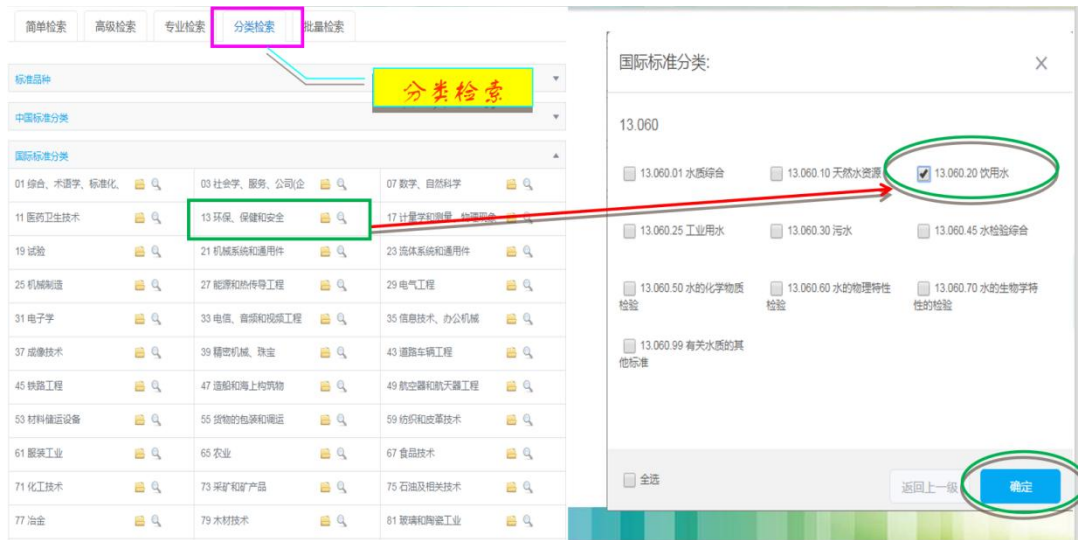 简单检索 高级检索 专业检索 分类检索 批量检索
标准品种
分类检索
中国标准分类
国际标准分类
01 综合、术语学、标准化、 03 社会学、服务、公司(企 07 数学、自然科学
11 医药卫生技术 13 环保、保健和安全 17 计量学和测量、物理现象
19 试验 21 机械系统和通用件 23 流体系统和通用件
25 机械制造 27 能源和热传导工程 29 电气工程
31 电子学 33 电信、音频和视频工程 35 信息技术、办公机械
37 成像技术 39 精密机械、珠宝 43 道路车辆工程
45 铁路工程 47 造船和海上构筑物 49 航空器和航天器工程
53 材料储运设备 55 货物的包装和调运 59 纺织和皮革技术
61 服装工业 65 农业 67 食品技术
71 化工技术 73 采矿和矿产品 75 石油及相关技术
77 冶金 79 木材技术 81 玻璃和陶瓷工业
国际标准分类:
13.060
13.060.01 水质综合 13.060.10 天然水资源 13.060.20 饮用水
13.060.25 工业用水 13.060.30 污水 13.060.45 水检验综合
13.060.50 水的化学物质 13.060.60 水的物理特性 13.060.70 水的生物学特
检验 检验 性的检验
13.060.99 有关水质的其
他标准
全选
返回上一级 确定